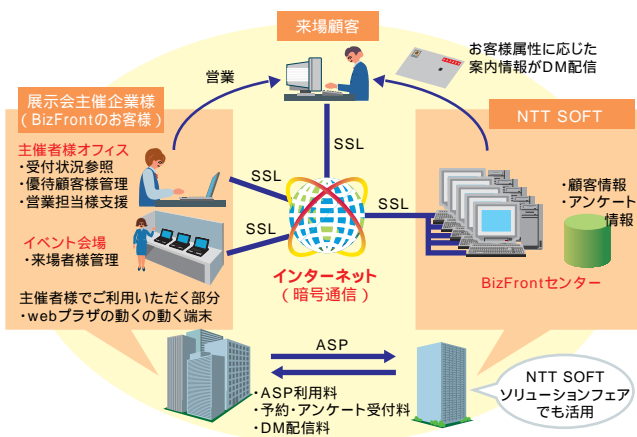 来場顧客
お客様属性に応じた
案内情報がDM配信
営業
展示会主催企業様
（BizFrontのお客様）
NTT SOFT
主催者様オフィス
・受付状況参照
・優待顧客様管理
・営業担当様支援
SSL
SSL
SSL
SSL
・顧客情報
・アンケート
情報
イベント会場
・来場者様管理
インターネット
（暗号通信）
BizFrontセンター
主催者様でご利用いただく部分
・webプラザの動くの動く端末
ASP
・ASP利用料
・予約・アンケート受付料
・DM配信料
NTT SOFT
ソリューションフェア
でも活用